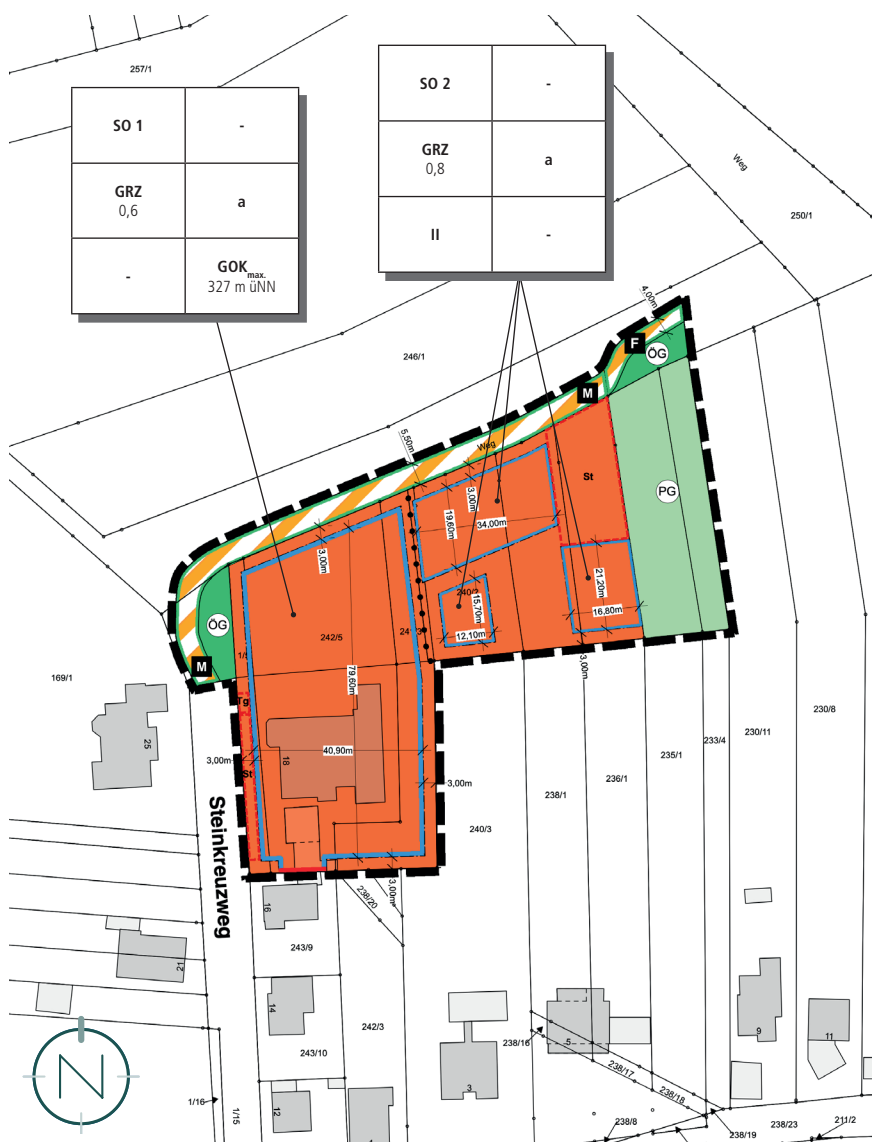 257/1
SO 1
-
GRZ
0,6
a
-
GOK max.
327 m üNN
SO 2
-
GRZ
0,8
a
II
-
Weg
250/1
4,00m
F
ÖG
246/1
M
5,50m
Weg
St
3,00m
PG
19,60m
34,00m
3,00m
21,20m
15,70m
16,80m
12,10m
ÖG
242/5
M
79,60m
3,00m
169/1
230/8
Tg
25
233/4
230/11
40,90m
235/1
3,00m
18
236/1
St
3,00m
238/1
Steinkreuzweg
240/3
3,00m
238/20
16
243/9
21
14
242/3
243/10
238/16
5
9
11
3
238/17
238/18
1/16
1/15
12
238/8
238/19
238/23
211/2
N